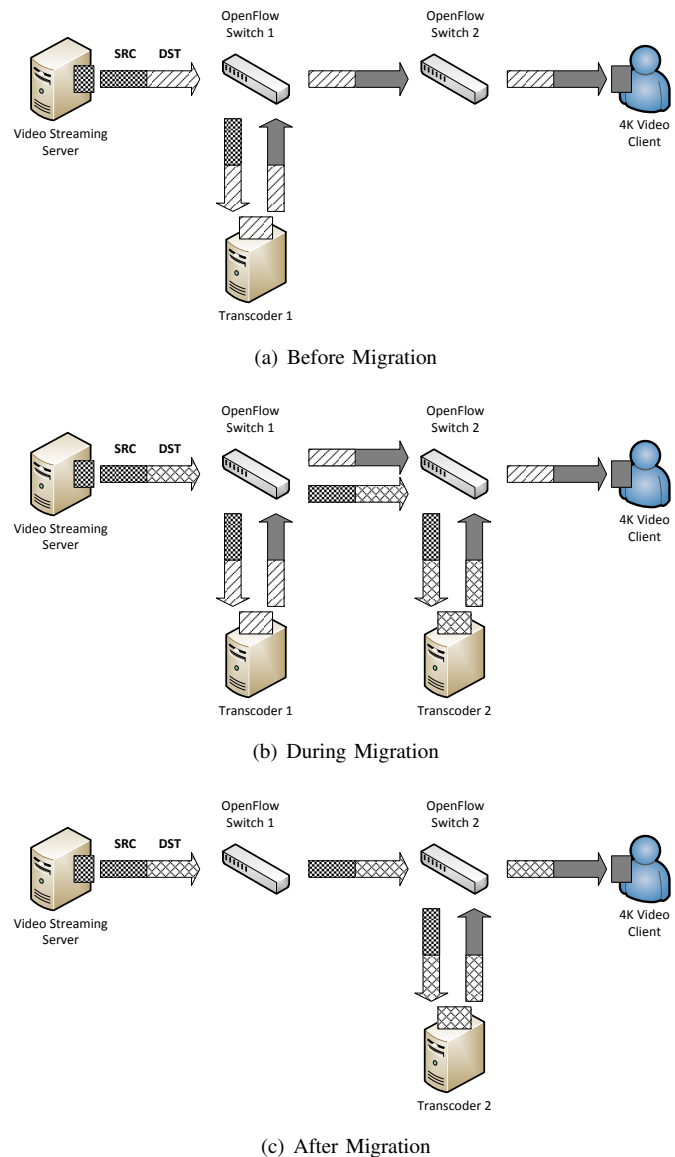 OpenFlow
Switch 1
OpenFlow
Switch 2
SRC DST
Video Streaming
Server
4K Video
Client
Transcoder 1
(a) Before Migration
OpenFlow
Switch 1
OpenFlow
Switch 2
SRC DST
Video Streaming
Server
4K Video
Client
Transcoder 1
Transcoder 2
(b) During Migration
OpenFlow
Switch 1
OpenFlow
Switch 2
SRC DST
Video Streaming
Server
4K Video
Client
Transcoder 2
(c) After Migration